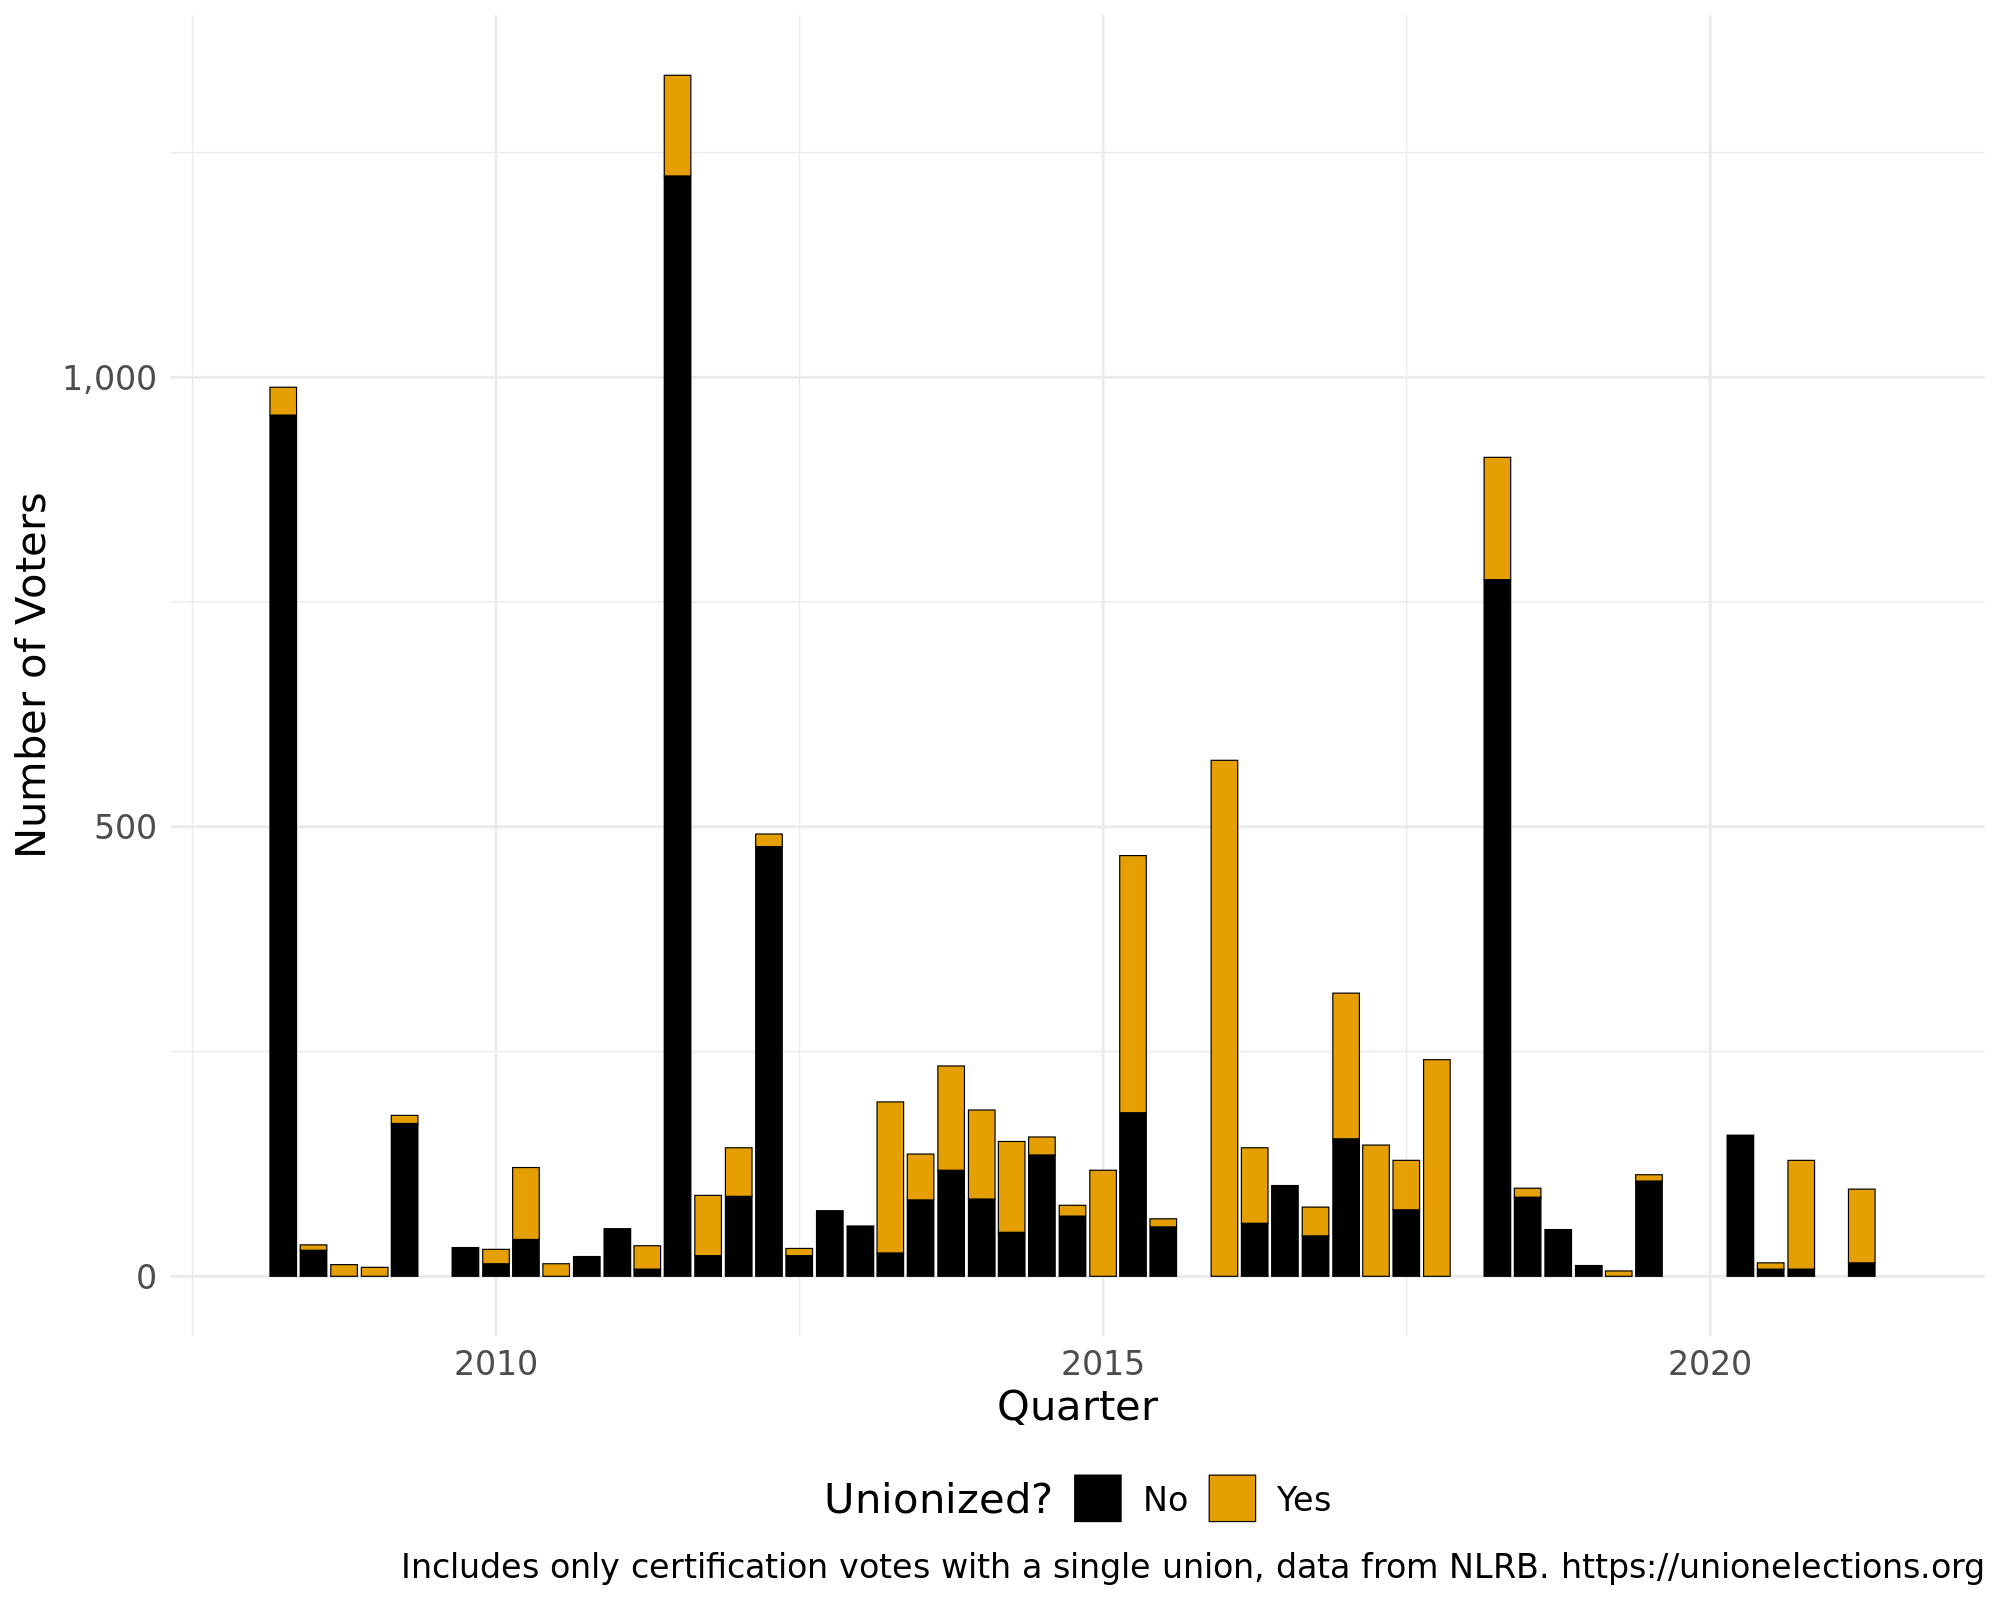 1,000
500
0
Number of Voters
2010
2015
2020
Quarter
Unionized? No Yes
Includes only certification votes with a single union, data from NLRB. https://unionelections.org